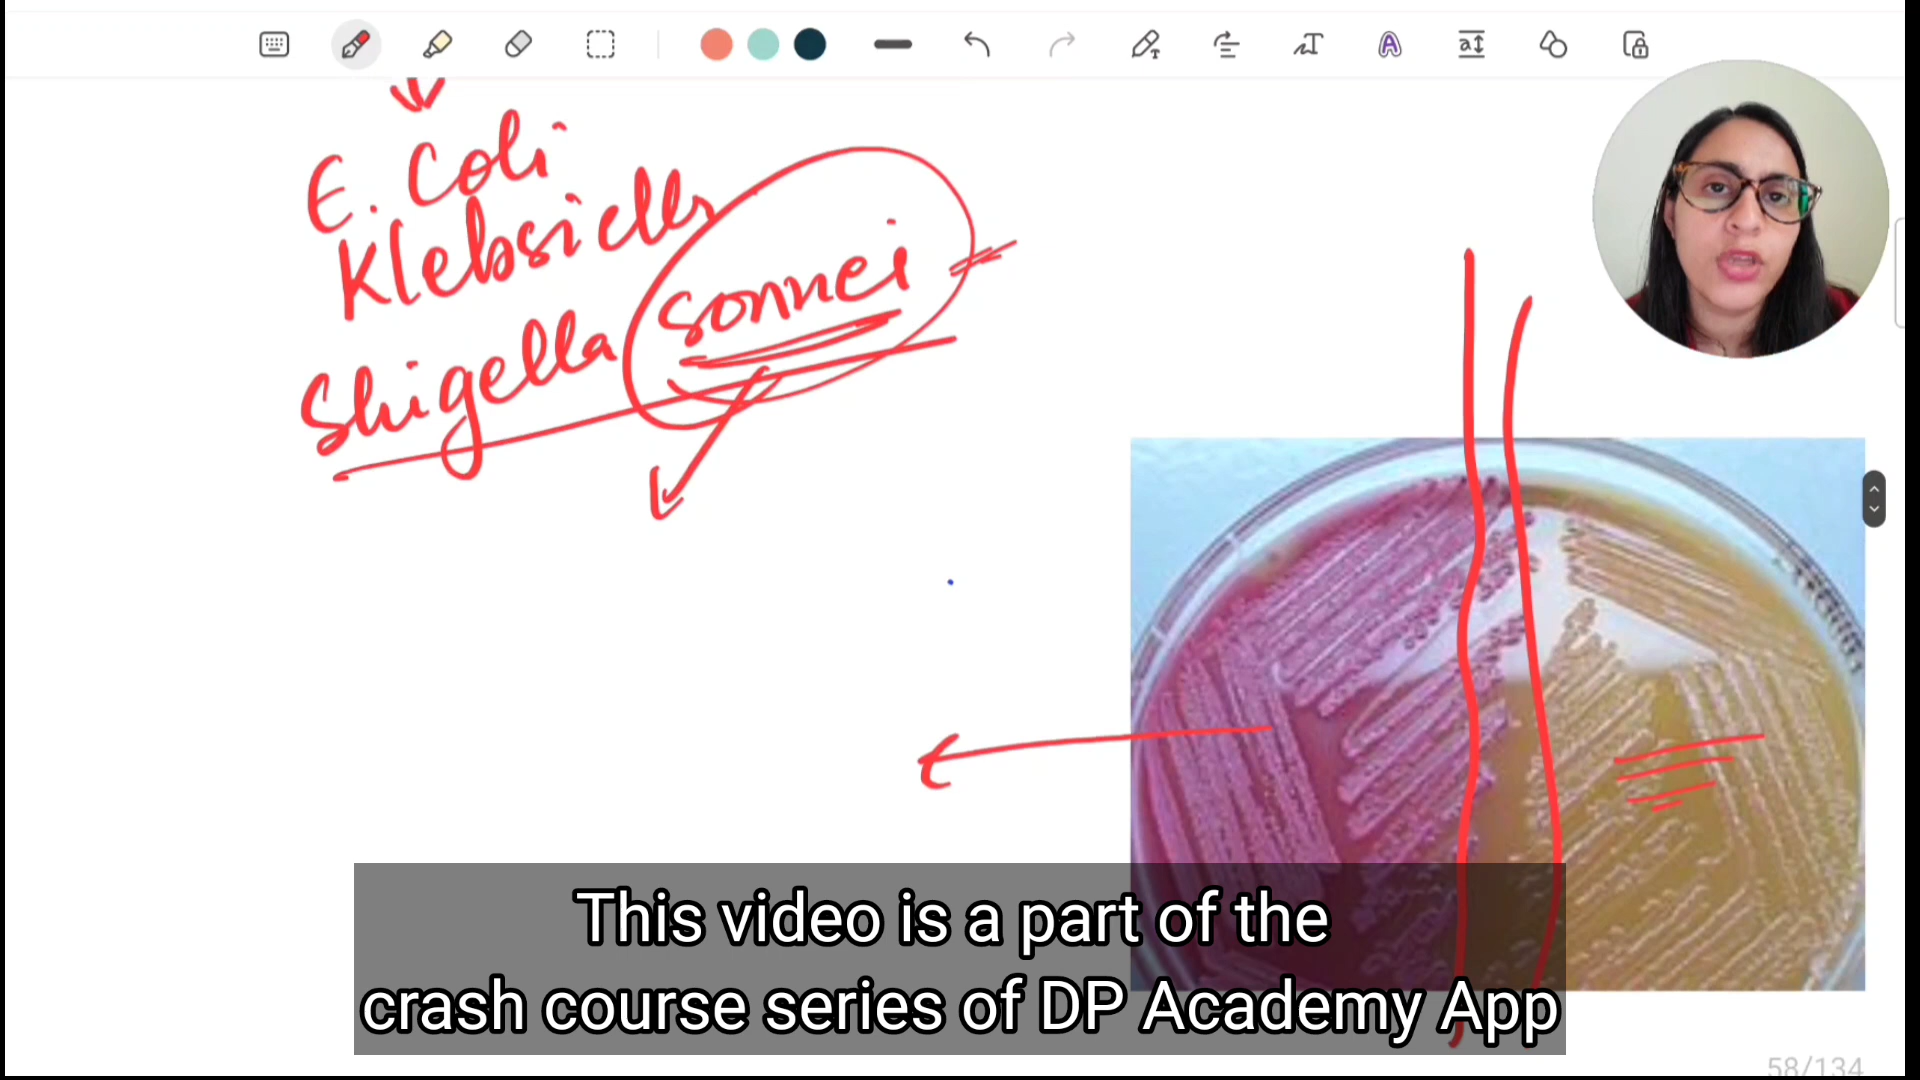 E. Coli
Klebsiella
Shigella sonnei
This video is a part of the
crash course series of DP Academy App
58/134